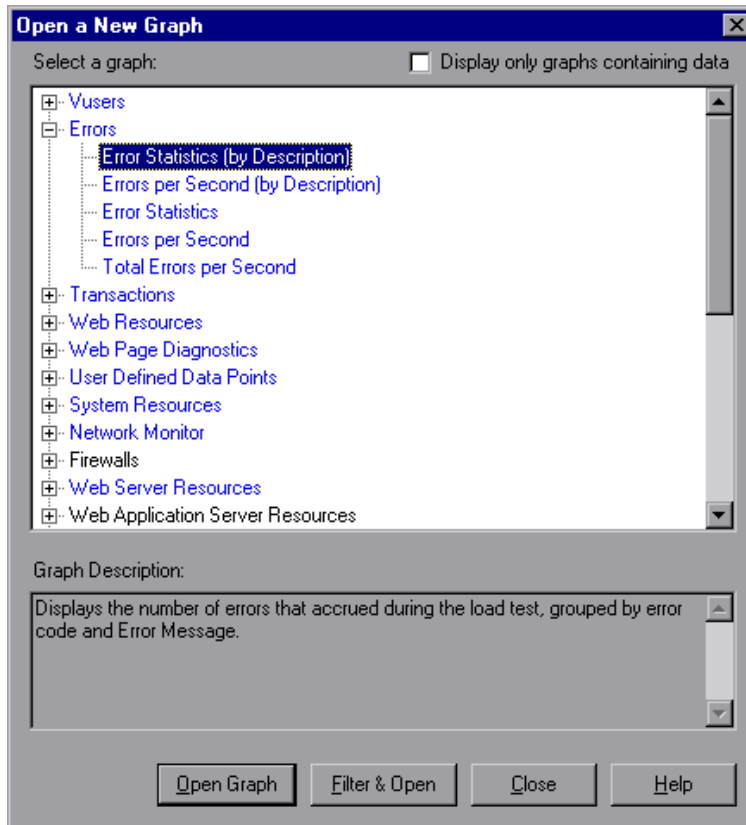 Open a New Graph
Select a graph:
Display only graphs containing data
Vusers
Errors
Error Statistics (by Description)
Errors per Second (by Description)
Error Statistics
Errors per Second
Total Errors per Second
Transactions
Web Resources
Web Page Diagnostics
User Defined Data Points
System Resources
Network Monitor
Firewalls
Web Server Resources
Web Application Server Resources
Graph Description:
Displays the number of errors that accrued during the load test, grouped by error
code and Error Message.
Open Graph
Filter & Open
Close
Help